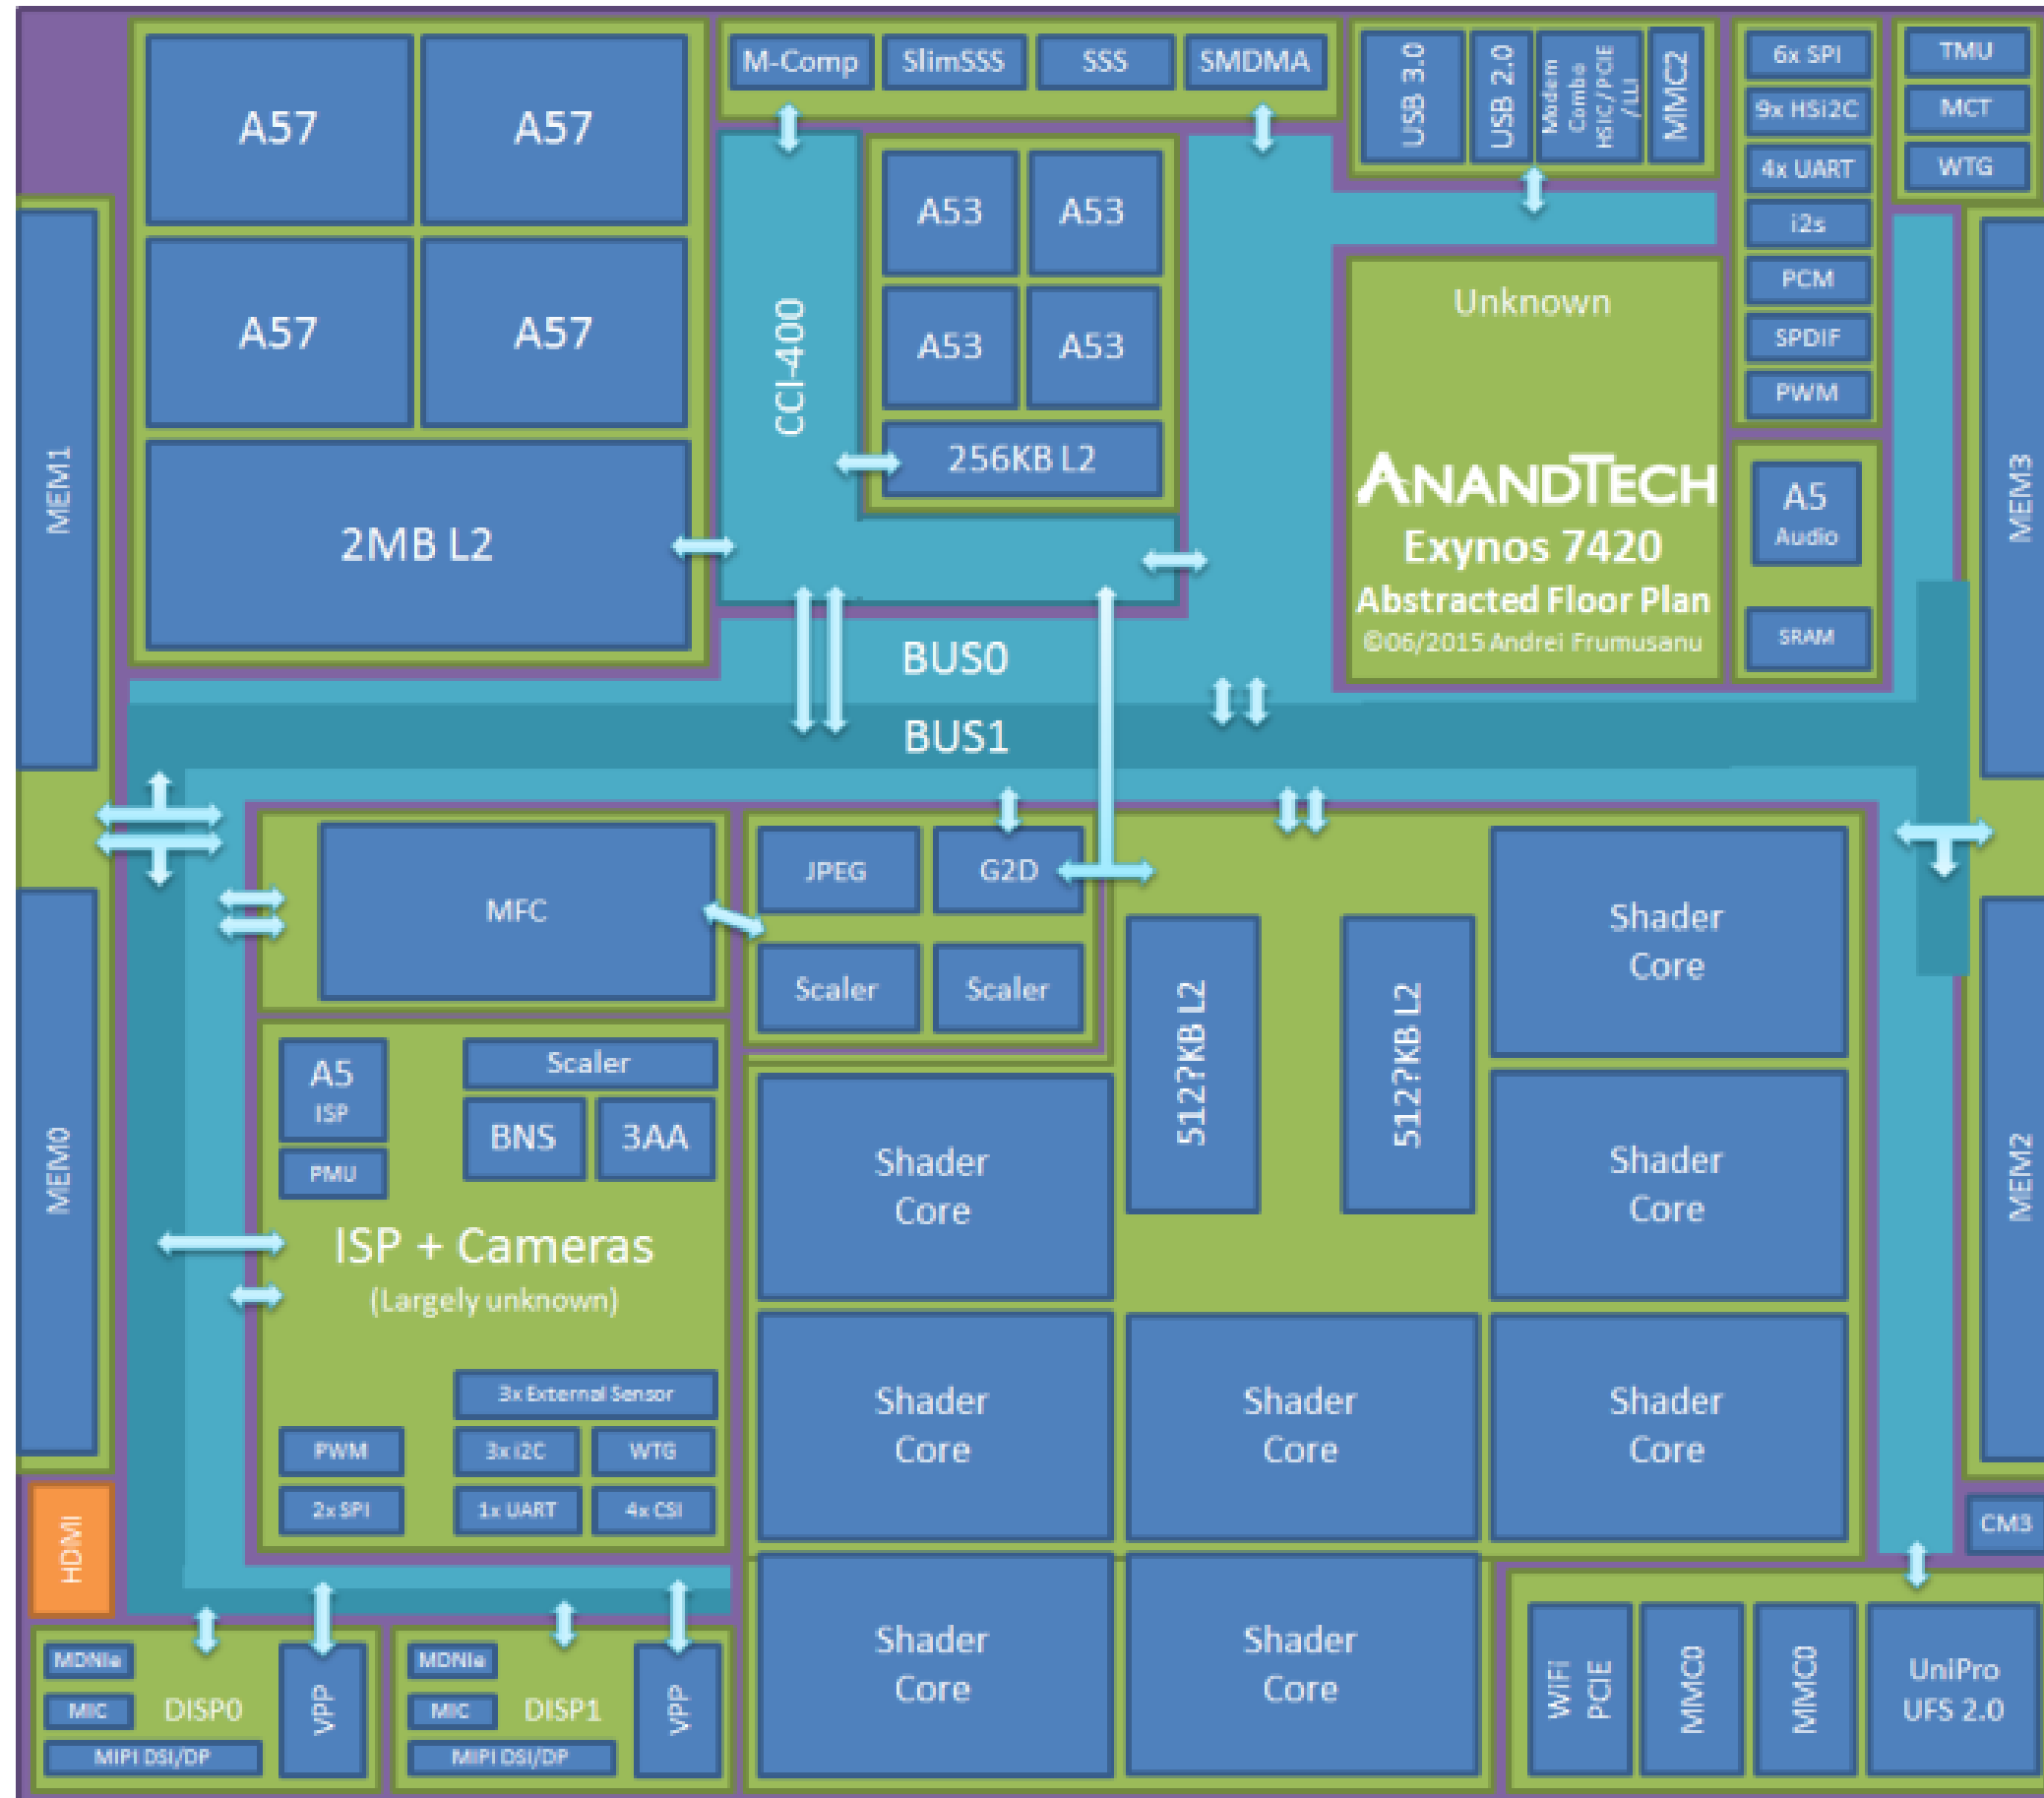 A57
A57
A57
A57
2MB L2
M-Comp
SlimSSS
SSS
SMDMA
CCI-400
A53
A53
A53
A53
256KB L2
USB 3.0
USB 2.0
Modem
Combo
HSIC/PCIE
/LLI
MMC2
6x SPI
9x HSi2C
4x UART
i2s
PCM
SPDIF
PWM
TMU
MCT
WTG
Unknown
ANANDTECH
Exynos 7420
Abstracted Floor Plan
©06/2015 Andrei Frumusanu
A5
Audio
SRAM
MEM1
MEM3
BUS0
BUS1
MFC
JPEG
G2D
Scaler
Scaler
512?KB L2
512?KB L2
Shader
Core
Shader
Core
Shader
Core
Shader
Core
Shader
Core
Shader
Core
Shader
Core
Shader
Core
MEM0
MEM2
A5
ISP
PMU
Scaler
BNS
3AA
ISP + Cameras
(Largely unknown)
3x External Sensor
PWM
3x i2C
WTG
2x SPI
1x UART
4x CSI
HDMI
CM3
MDNIe
MIC
DISP0
MIPI DSI/DP
VPP
MDNIe
MIC
DISP1
MIPI DSI/DP
VPP
WiFi
PCIE
MMC0
MMC0
UniPro
UFS 2.0